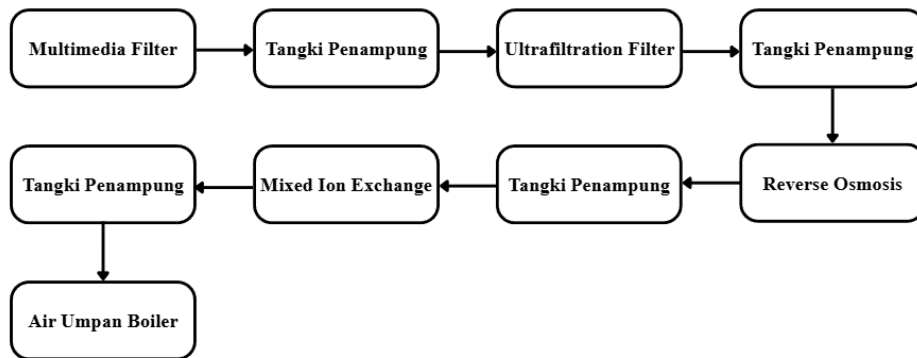 Multimedia Filter
Tangki Penampung
Ultrafiltration Filter
Tangki Penampung
Reverse Osmosis
Tangki Penampung
Mixed Ion Exchange
Tangki Penampung
Air Umpan Boiler